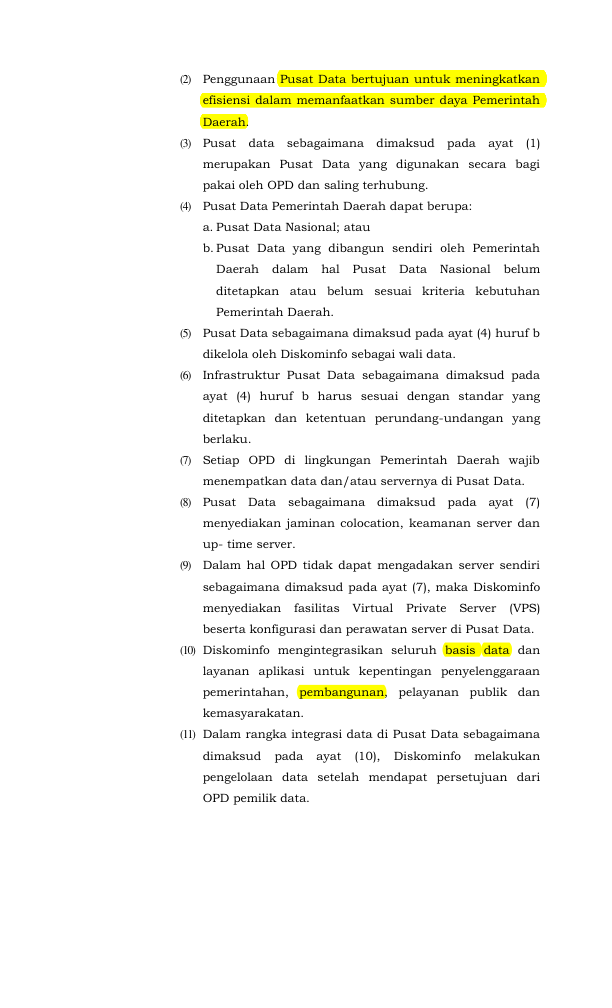 (2) Penggunaan Pusat Data bertujuan untuk meningkatkan
efisiensi dalam memanfaatkan sumber daya Pemerintah
Daerah.
(3) Pusat data sebagaimana dimaksud pada ayat (1)
merupakan Pusat Data yang digunakan secara bagi
pakai oleh OPD dan saling terhubung.
(4) Pusat Data Pemerintah Daerah dapat berupa:
a. Pusat Data Nasional; atau
b. Pusat Data yang dibangun sendiri oleh Pemerintah
Daerah dalam hal Pusat Data Nasional belum
ditetapkan atau belum sesuai kriteria kebutuhan
Pemerintah Daerah.
(5) Pusat Data sebagaimana dimaksud pada ayat (4) huruf b
dikelola oleh Diskominfo sebagai wali data.
(6) Infrastruktur Pusat Data sebagaimana dimaksud pada
ayat (4) huruf b harus sesuai dengan standar yang
ditetapkan dan ketentuan perundang-undangan yang
berlaku.
(7) Setiap OPD di lingkungan Pemerintah Daerah wajib
menempatkan data dan/atau servernya di Pusat Data.
(8) Pusat Data sebagaimana dimaksud pada ayat (7)
menyediakan jaminan colocation, keamanan server dan
up- time server.
(9) Dalam hal OPD tidak dapat mengadakan server sendiri
sebagaimana dimaksud pada ayat (7), maka Diskominfo
menyediakan fasilitas Virtual Private Server (VPS)
beserta konfigurasi dan perawatan server di Pusat Data.
(10) Diskominfo mengintegrasikan seluruh basis data dan
layanan aplikasi untuk kepentingan penyelenggaraan
pemerintahan, pembangunan, pelayanan publik dan
kemasyarakatan.
(11) Dalam rangka integrasi data di Pusat Data sebagaimana
dimaksud pada ayat (10), Diskominfo melakukan
pengelolaan data setelah mendapat persetujuan dari
OPD pemilik data.